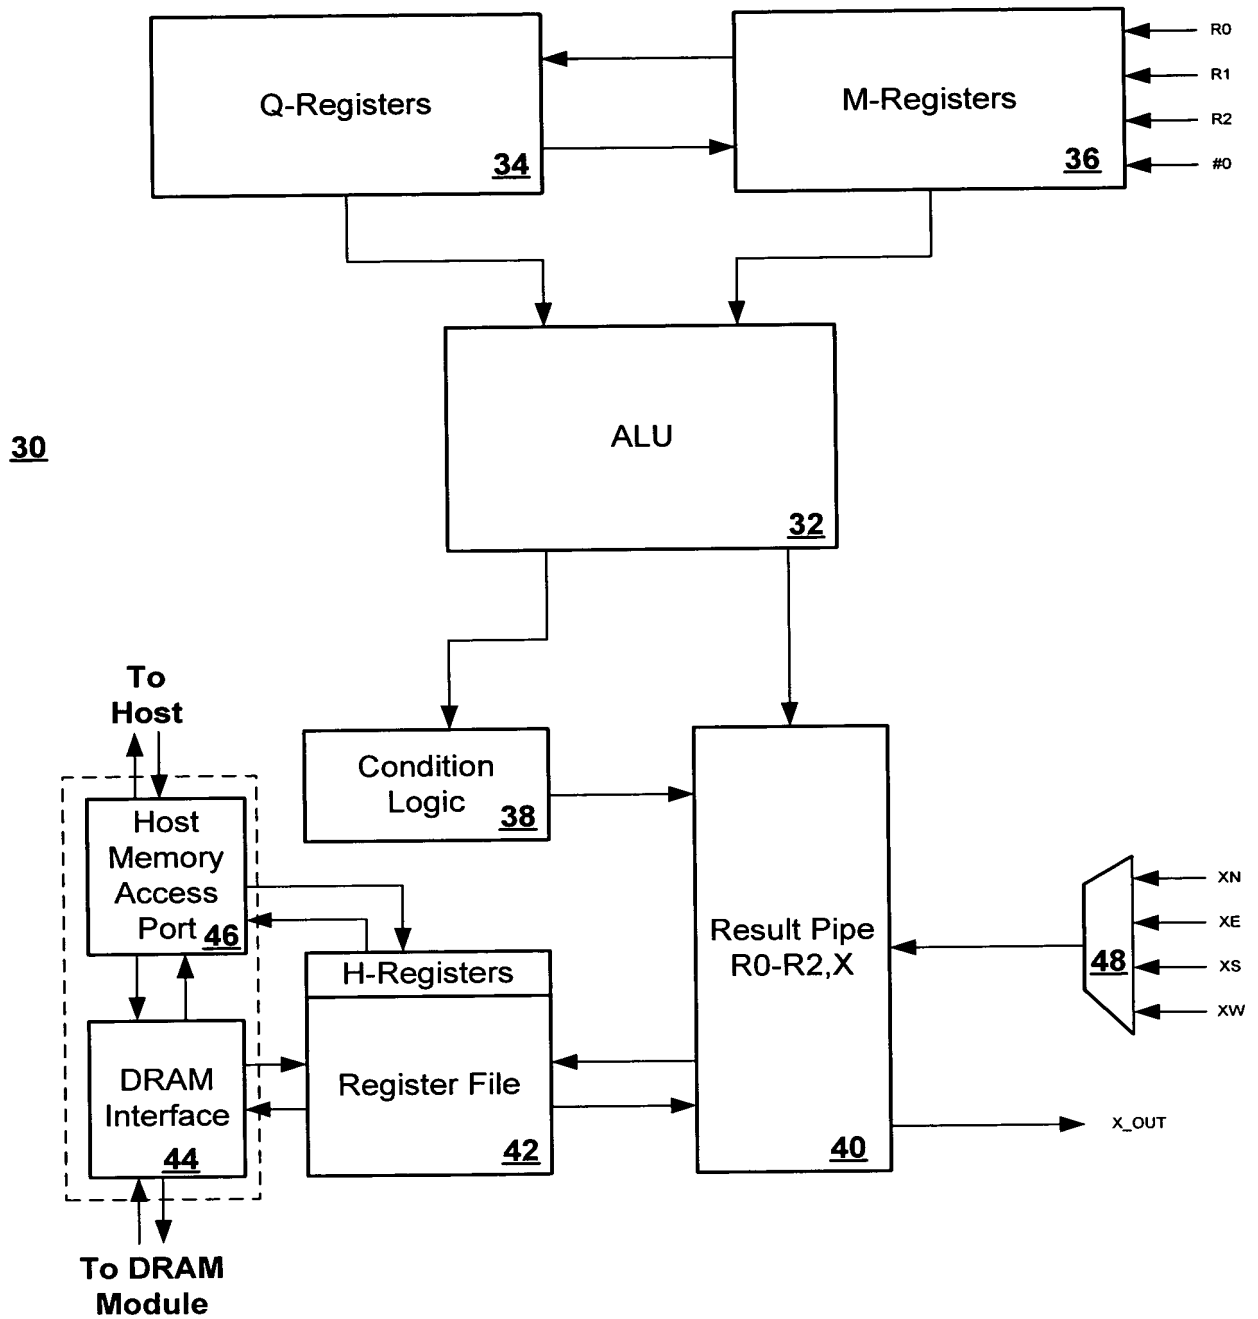 Q-Registers
34
M-Registers
36
R0
R1
R2
#0
30
ALU
32
To
Host
Condition
Logic
38
Host
Memory
Access
Port
46
H-Registers
Register File
42
DRAM
Interface
44
To DRAM
Module
Result Pipe
R0-R2,X
40
48
XN
XE
XS
XW
X_OUT